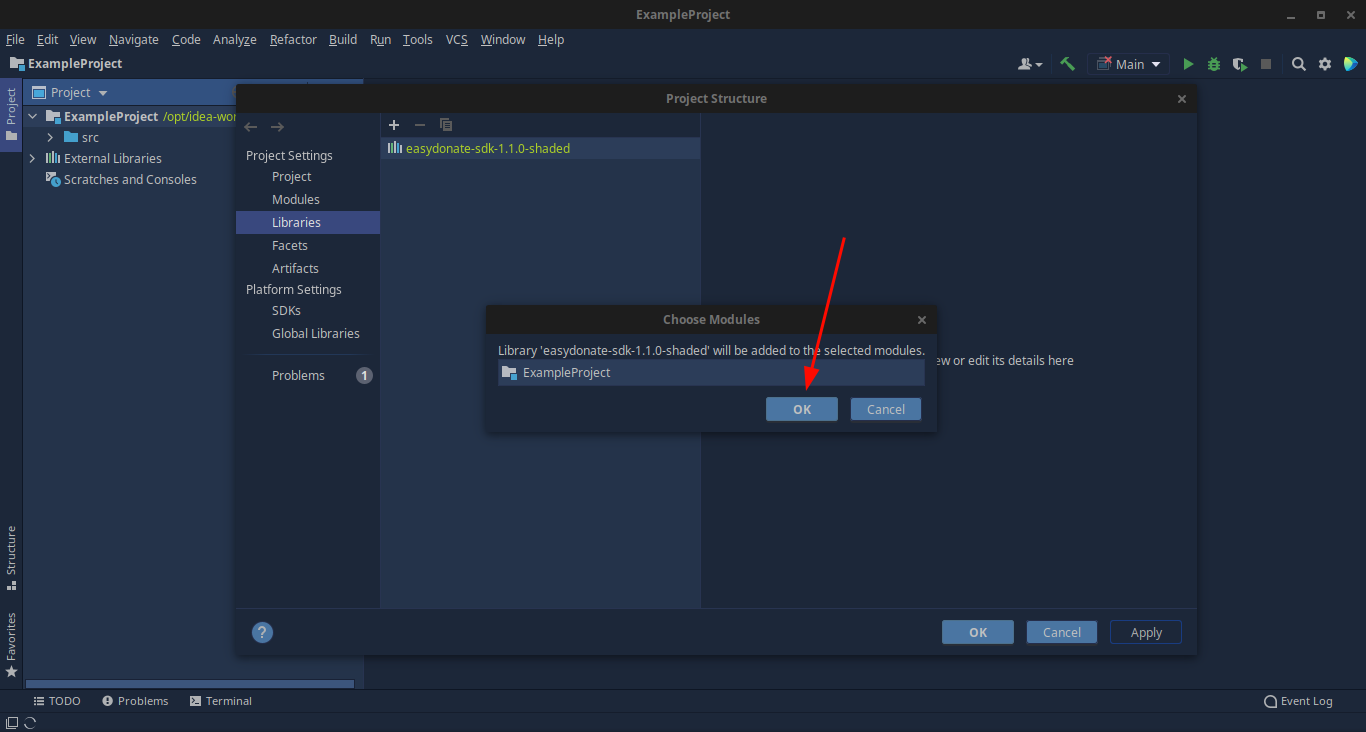 ExampleProject
File Edit View Navigate Code Analyze Refactor Build Run Tools VCS Window Help
ExampleProject
Main
Project
Project
ExampleProject /opt/idea-wor
src
External Libraries
Scratches and Consoles
Structure
Favorites
Project Structure
Project Settings
Project
Modules
Libraries
Facets
Artifacts
Platform Settings
SDKs
Global Libraries
Problems 1
easydonate-sdk-1.1.0-shaded
ew or edit its details here
Choose Modules
Library 'easydonate-sdk-1.1.0-shaded' will be added to the selected modules.
ExampleProject
OK Cancel
?
OK Cancel Apply
TODO Problems Terminal Event Log